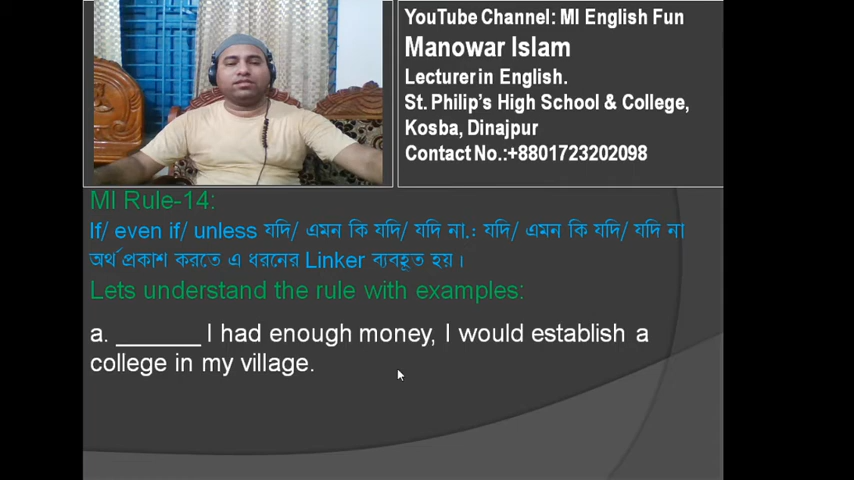 YouTube Channel: MI English Fun
Manowar Islam
Lecturer in English.
St. Philip's High School & College,
Kosba, Dinajpur
Contact No.:+8801723202098
MI Rule-14:
If/ even if/ unless যদি/ এমন কি যদি/ যদি না.: যদি/ এমন কি যদি/ যদি না
অর্থ প্রকাশ করতে এ ধরনের Linker ব্যবহূত হয়।
Lets understand the rule with examples:
a. _______ I had enough money, I would establish a
college in my village.